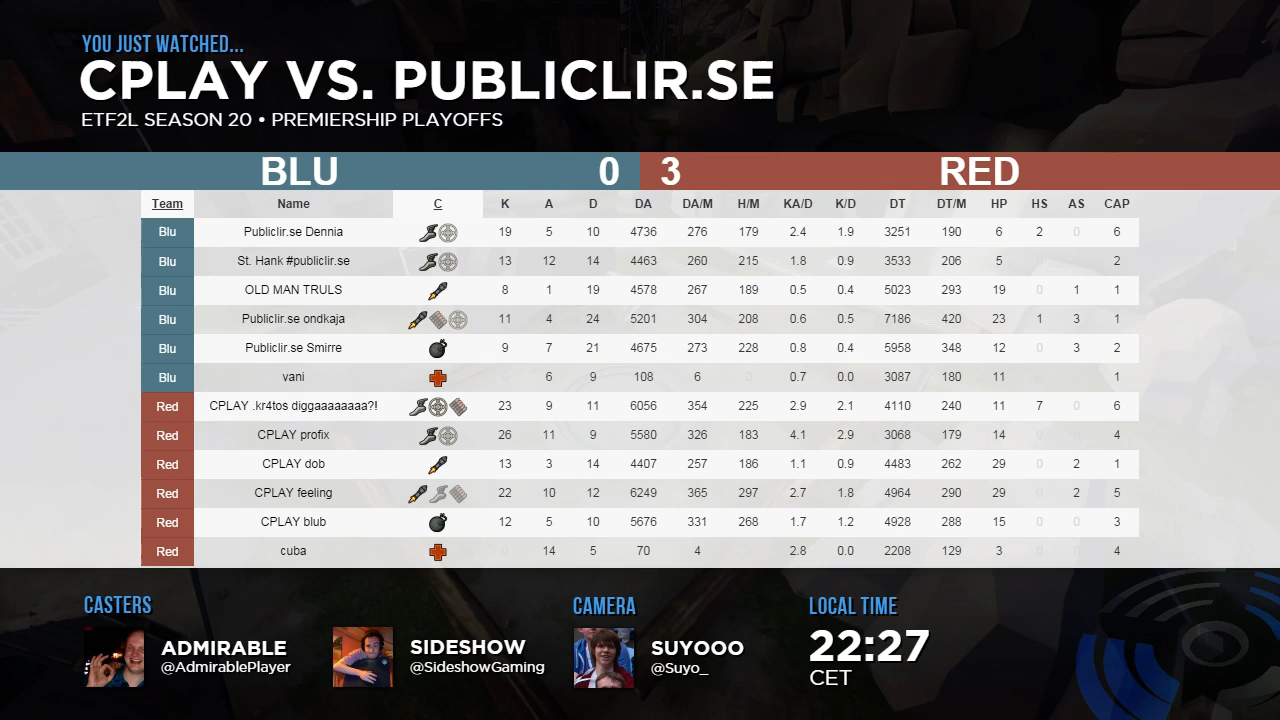 YOU JUST WATCHED...
CPLAY VS. PUBLICLIR.SE
ETF2L SEASON 20 • PREMIERSHIP PLAYOFFS
BLU 0 3 RED
Team Name C K A D DA DA/M H/M KA/D K/D DT DT/M HP HS AS CAP
Blu Publiclir.se Dennia 19 5 10 4736 276 179 2.4 1.9 3251 190 6 2 0 6
Blu St. Hank #publiclir.se 13 12 14 4463 260 215 1.8 0.9 3533 206 5 0 2
Blu OLD MAN TRULS 8 1 19 4578 267 189 0.5 0.4 5023 293 19 0 1 1
Blu Publiclir.se ondkaja 11 4 24 5201 304 208 0.6 0.5 7186 420 23 1 3 1
Blu Publiclir.se Smirre 9 7 21 4675 273 228 0.8 0.4 5958 348 12 0 3 2
Blu vani 0 6 9 108 6 0 0.7 0.0 3087 180 11 1
Red CPLAY .kr4tos diggaaaaaaaa?! 23 9 11 6056 354 225 2.9 2.1 4110 240 11 7 0 6
Red CPLAY profix 26 11 9 5580 326 183 4.1 2.9 3068 179 14 0 0 4
Red CPLAY dob 13 3 14 4407 257 186 1.1 0.9 4483 262 29 0 2 1
Red CPLAY feeling 22 10 12 6249 365 297 2.7 1.8 4964 290 29 0 2 5
Red CPLAY blub 12 5 10 5676 331 268 1.7 1.2 4928 288 15 0 0 3
Red cuba 0 14 5 70 4 0 2.8 0.0 2208 129 3 0 0 4
CASTERS
ADMIRABLE
@AdmirablePlayer
SIDESHOW
@SideshowGaming
CAMERA
SUYOOO
@Suyo_
LOCAL TIME
22:27
CET